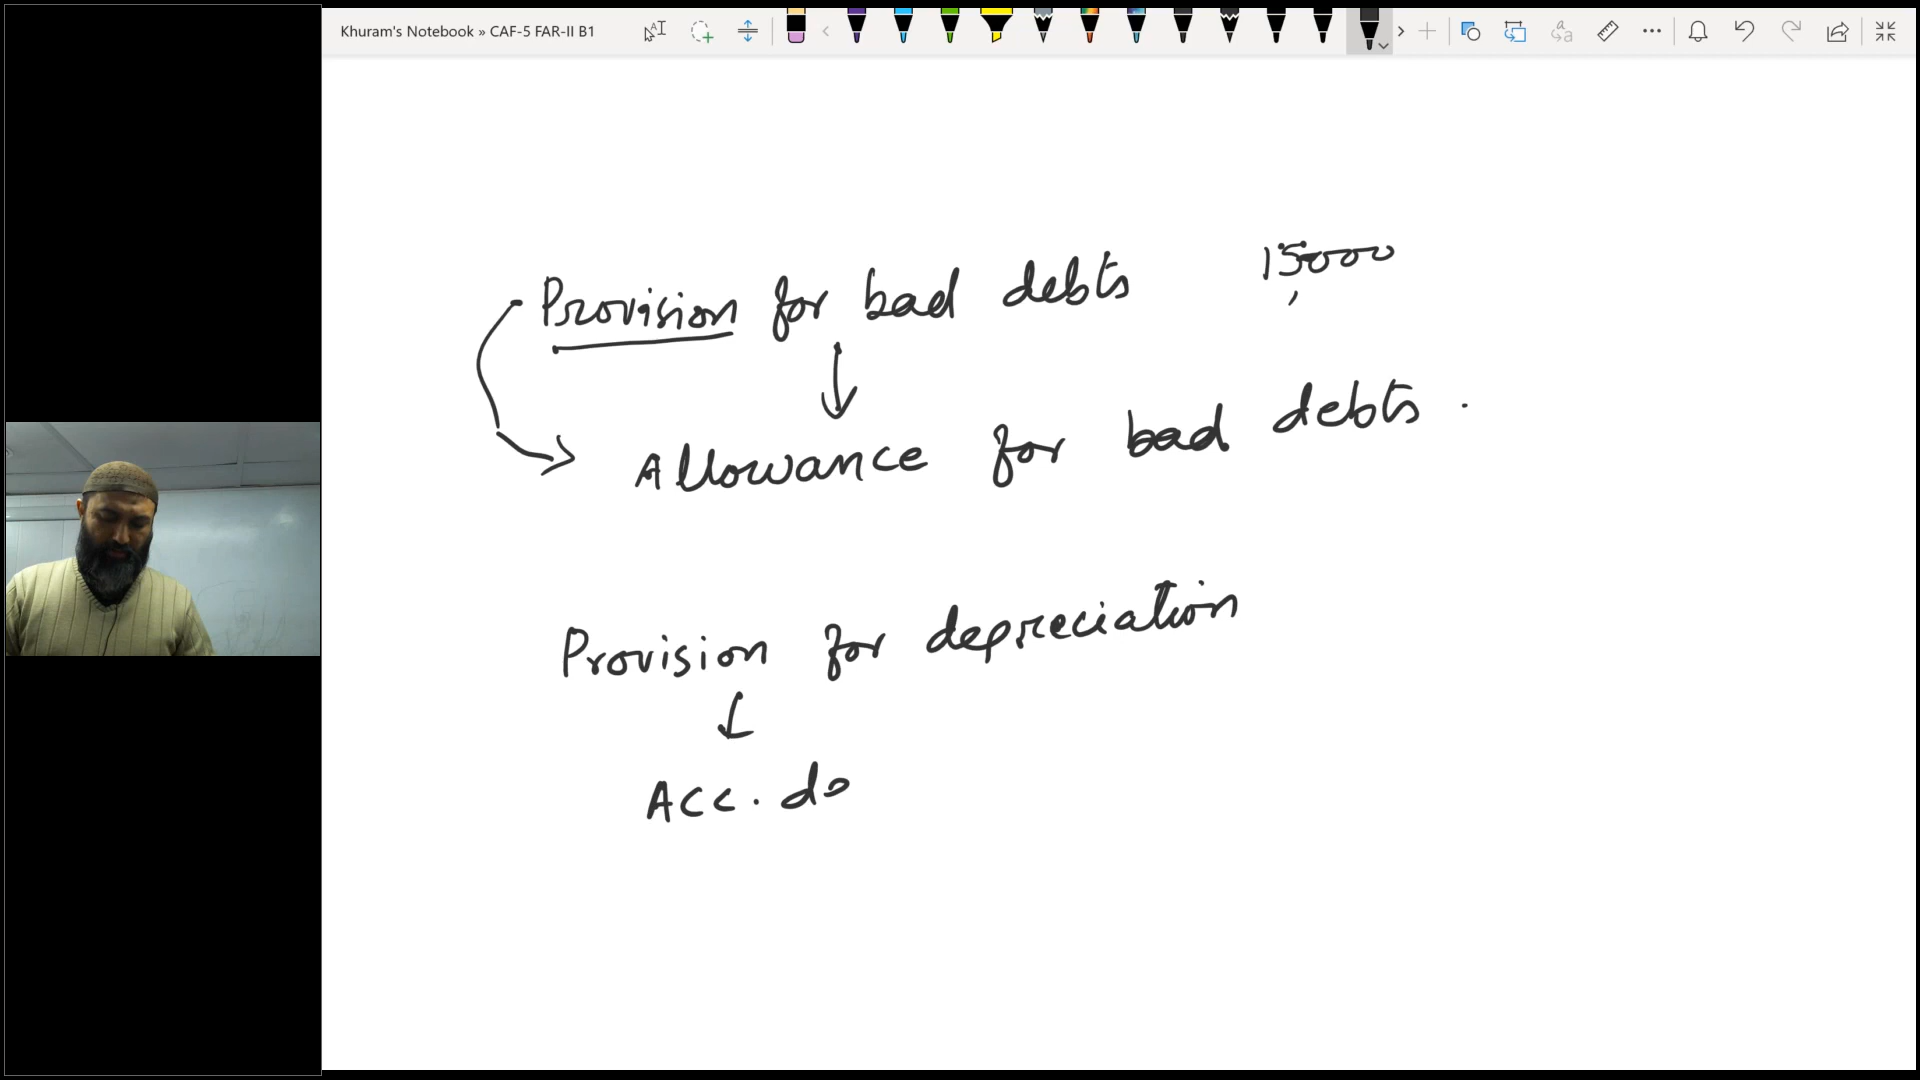 Khuram's Notebook » CAF-5 FAR-II B1
Provision for bad debts 15000
Allowance for bad debts .
Provision for depreciation
Acc. de